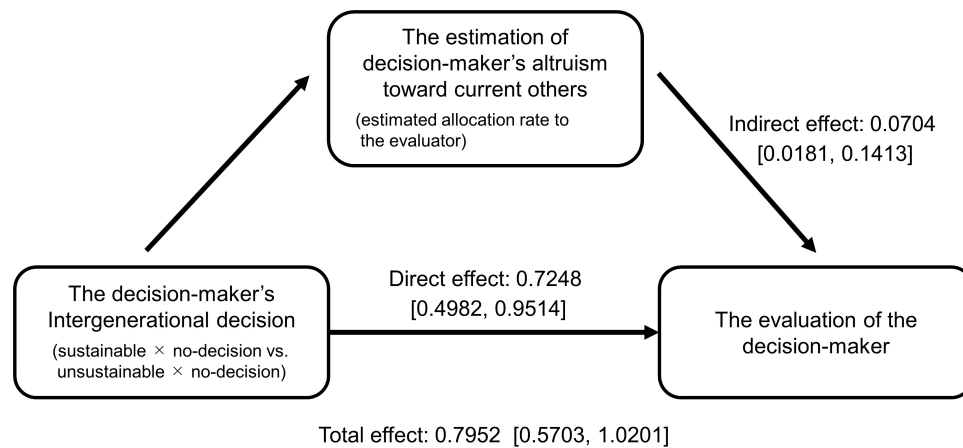 The estimation of
decision-maker's altruism
toward current others
(estimated allocation rate to
the evaluator)
Indirect effect: 0.0704
[0.0181, 0.1413]
Direct effect: 0.7248
[0.4982, 0.9514]
The decision-maker's
Intergenerational decision
(sustainable × no-decision vs.
unsustainable × no-decision)
The evaluation of the
decision-maker
Total effect: 0.7952 [0.5703, 1.0201]